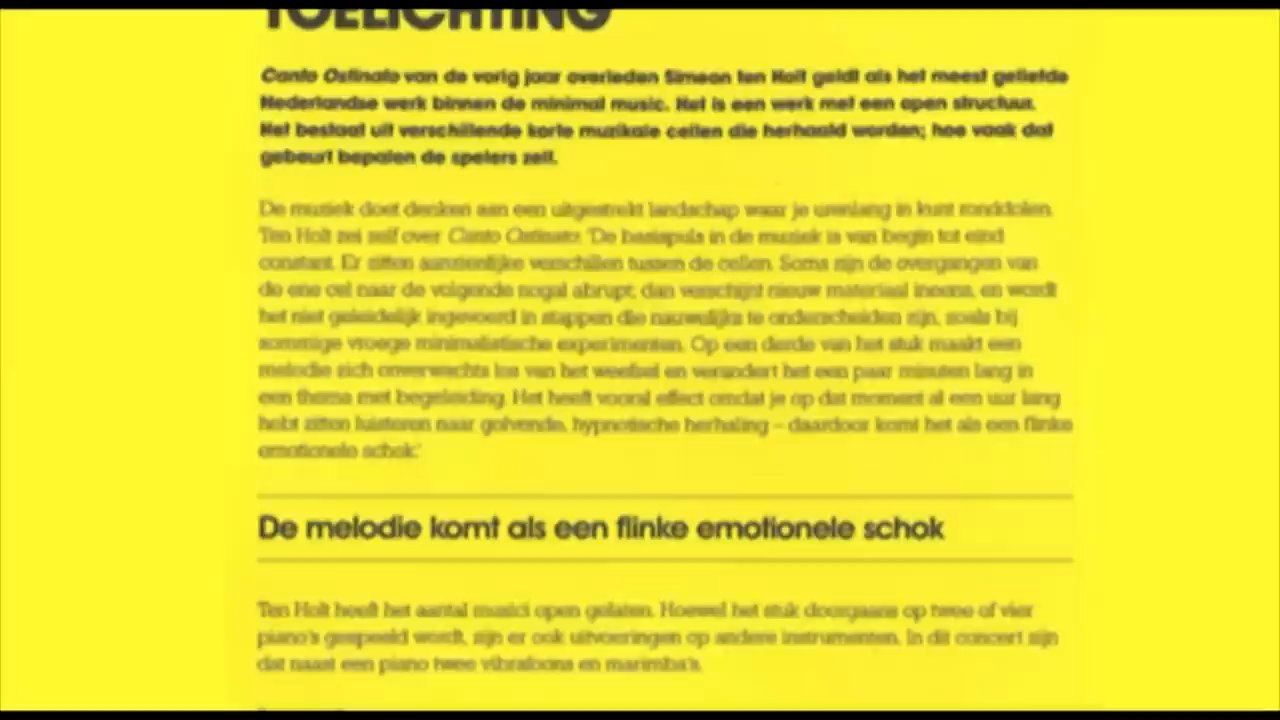 TOELICHTING
Canto Ostinato van de vorig jaar overleden Simeon ten Holt geldt als het meest geliefde
Nederlandse werk binnen de minimal music. Het is een werk met een open structuur.
Het bestaat uit verschillende korte muzikale cellen die herhaald worden; hoe vaak dat
gebeurt bepalen de spelers zelf.
De muziek doet denken aan een uitgestrekt landschap waar je urenlang in kunt ronddolen.
Ten Holt zei zelf over Canto Ostinato: 'De basispuls in de muziek is van begin tot eind
constant. Er zitten aanzienlijke verschillen tussen de cellen. Soms zijn de overgangen van
de ene cel naar de volgende nogal abrupt, dan verschijnt nieuw materiaal ineens, en wordt
het niet geleidelijk ingevoerd in stappen die nauwelijks te onderscheiden zijn, zoals bij
sommige vroege minimalistische experimenten. Op een derde van het stuk maakt een
melodie zich onverwachts los van het weefsel en verandert het een paar minuten lang in
een thema met begeleiding. Het heeft vooral effect omdat je op dat moment al een uur lang
hebt zitten luisteren naar golvende, hypnotische herhaling – daardoor komt het als een flinke
emotionele schok.'
De melodie komt als een flinke emotionele schok
Ten Holt heeft het aantal musici open gelaten. Hoewel het stuk doorgaans op twee of vier
piano's gespeeld wordt, zijn er ook uitvoeringen op andere instrumenten. In dit concert zijn
dat naast een piano twee vibrafoons en marimba's.